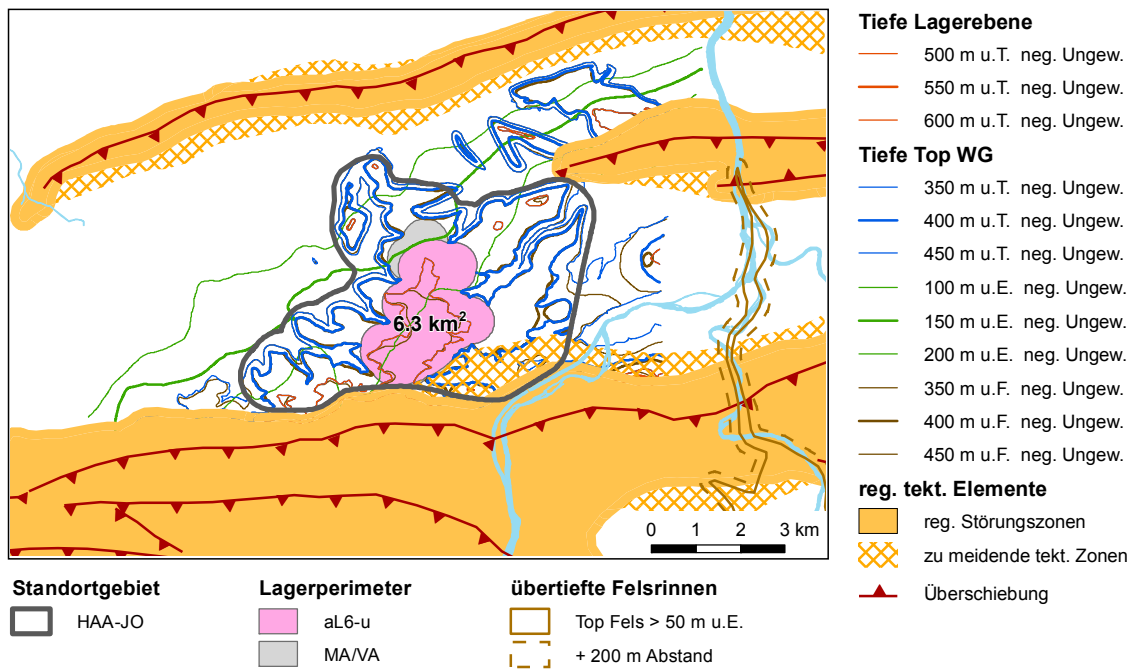 6.3 km²
0 1 2 3 km
Tiefe Lagerebene
500 m u.T. neg. Ungew.
550 m u.T. neg. Ungew.
600 m u.T. neg. Ungew.
Tiefe Top WG
350 m u.T. neg. Ungew.
400 m u.T. neg. Ungew.
450 m u.T. neg. Ungew.
100 m u.E. neg. Ungew.
150 m u.E. neg. Ungew.
200 m u.E. neg. Ungew.
350 m u.F. neg. Ungew.
400 m u.F. neg. Ungew.
450 m u.F. neg. Ungew.
reg. tekt. Elemente
reg. Störungszonen
zu meidende tekt. Zonen
Überschiebung
Standortgebiet
HAA-JO
Lagerperimeter
aL6-u
MA/VA
übertiefte Felsrinnen
Top Fels > 50 m u.E.
+ 200 m Abstand